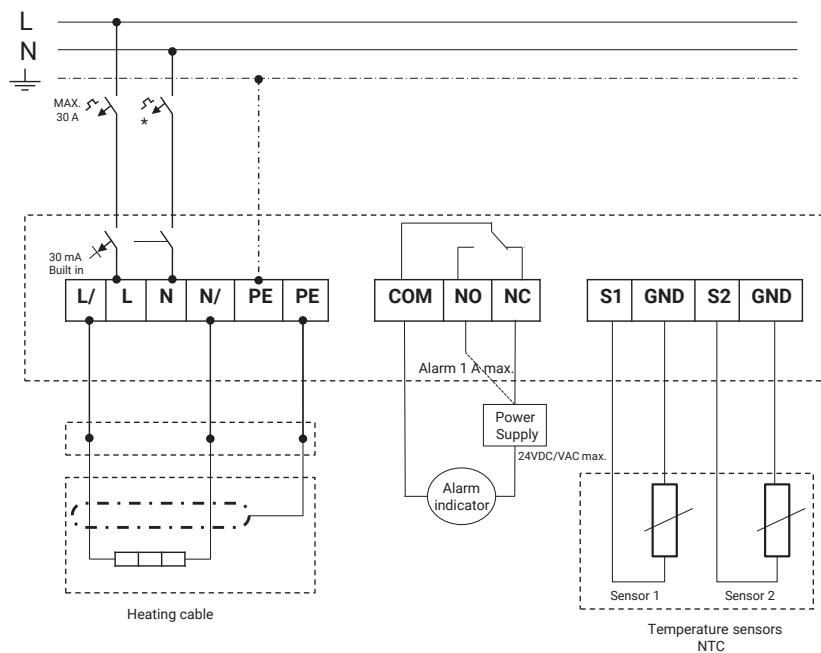 L
N
MAX.
30 A
*
30 mA
Built in
L/ L N N/ PE PE
COM NO NC
S1 GND S2 GND
Alarm 1 A max.
Power
Supply
24VDC/VAC max.
Alarm
indicator
Sensor 1
Sensor 2
Heating cable
Temperature sensors
NTC